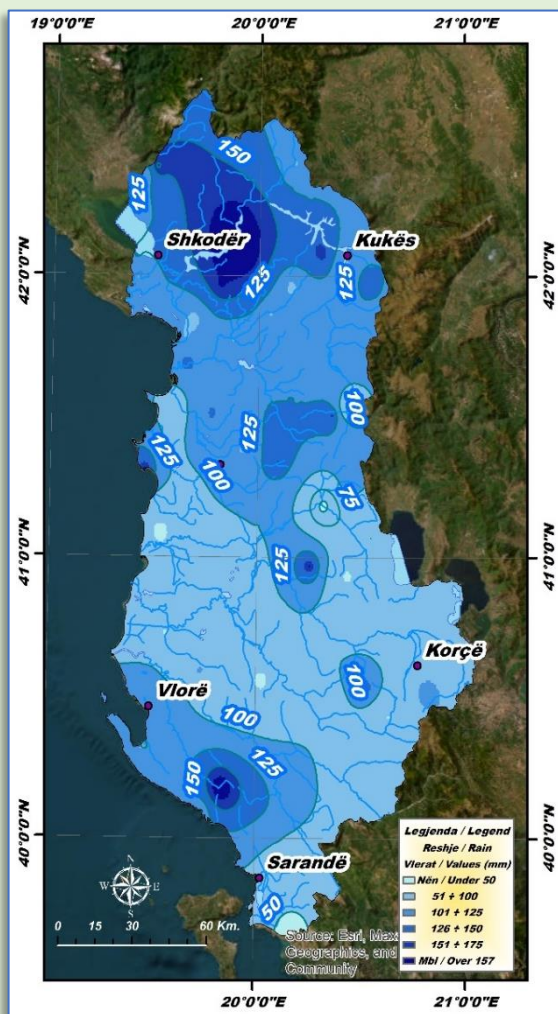 19°0'0"E 20°0'0"E 21°0'0"E
150
125
Shkodër
Kukës
42°0'0"N
125
125
42°0'0"N
100
125
125
100
75
41°0'0"N
125
41°0'0"N
Korçë
100
Vlorë
100
125
150
40°0'0"N
40°0'0"N
Sarandë
50
N
W E
S
0 15 30 60 Km.
Source: Esri, Max
Geographics, and
Community
Legjenda / Legend
Reshje / Rain
Vlerat / Values (mm)
Nën / Under 50
51 ÷ 100
101 ÷ 125
126 ÷ 150
151 ÷ 175
Mbl / Over 157
20°0'0"E 21°0'0"E